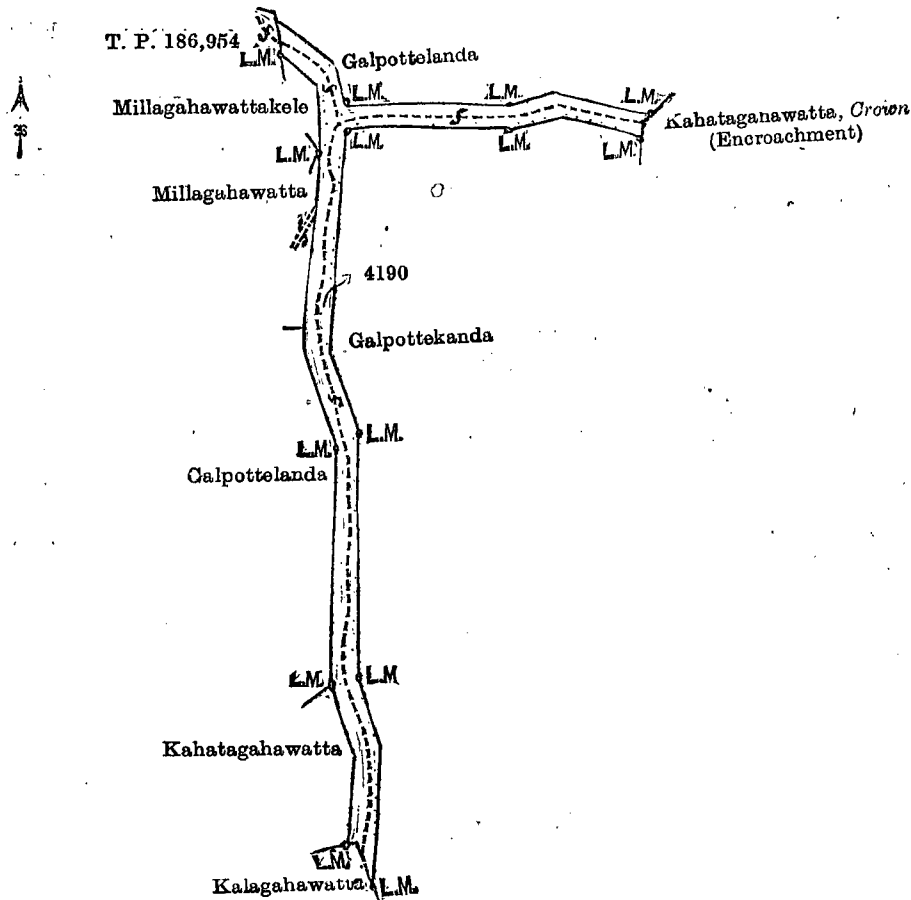 T. P. 186,954
L.M.
Galpottelanda
Millagahawattakele
L.M.
L.M.
L.M.
Kahataganawatta, Crown
(Encroachment)
L.M.
L.M.
L.M.
L.M.
Millagahawatta
4190
Galpottekanda
L.M.
L.M.
Galpottelanda
L.M.
L.M
Kahatagahawatta
L.M.
Kalagahawatta
L.M.